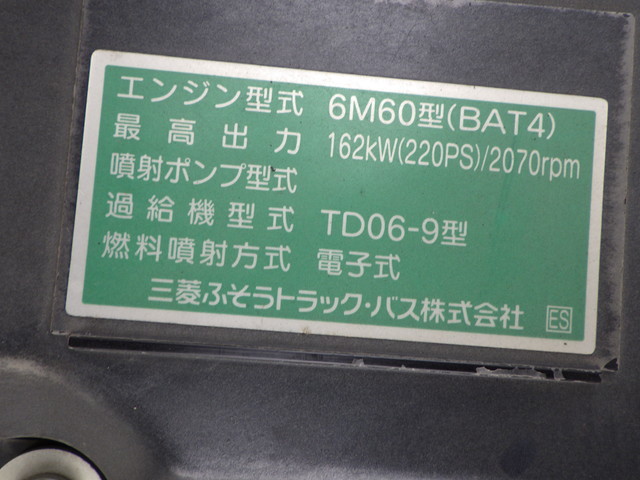 エンジン型式 6M60型(BAT4)
最高出力 162kW(220PS)/2070rpm
噴射ポンプ型式
過給機型式 TD06-9型
燃料噴射方式 電子式
三菱ふそうトラック・バス株式会社 ES